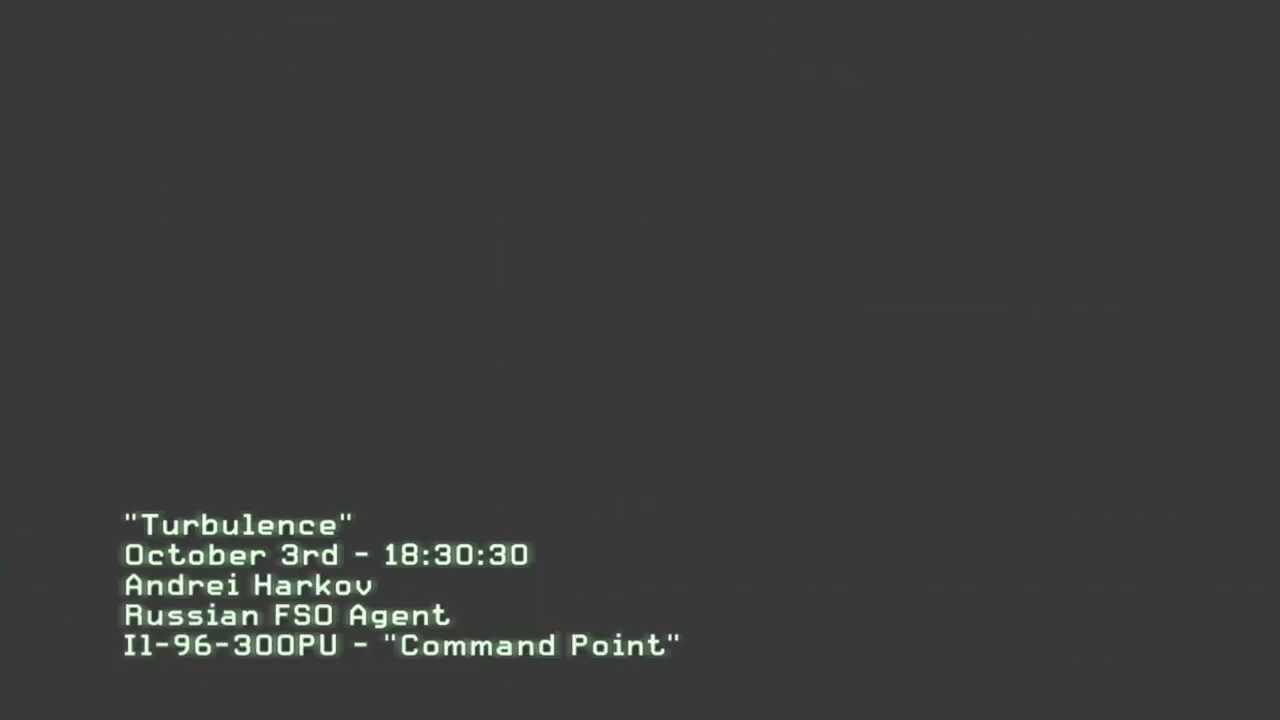 "Turbulence"
October 3rd - 18:30:30
Andrei Harkov
Russian FSO Agent
Il-96-300PU - "Command Point"